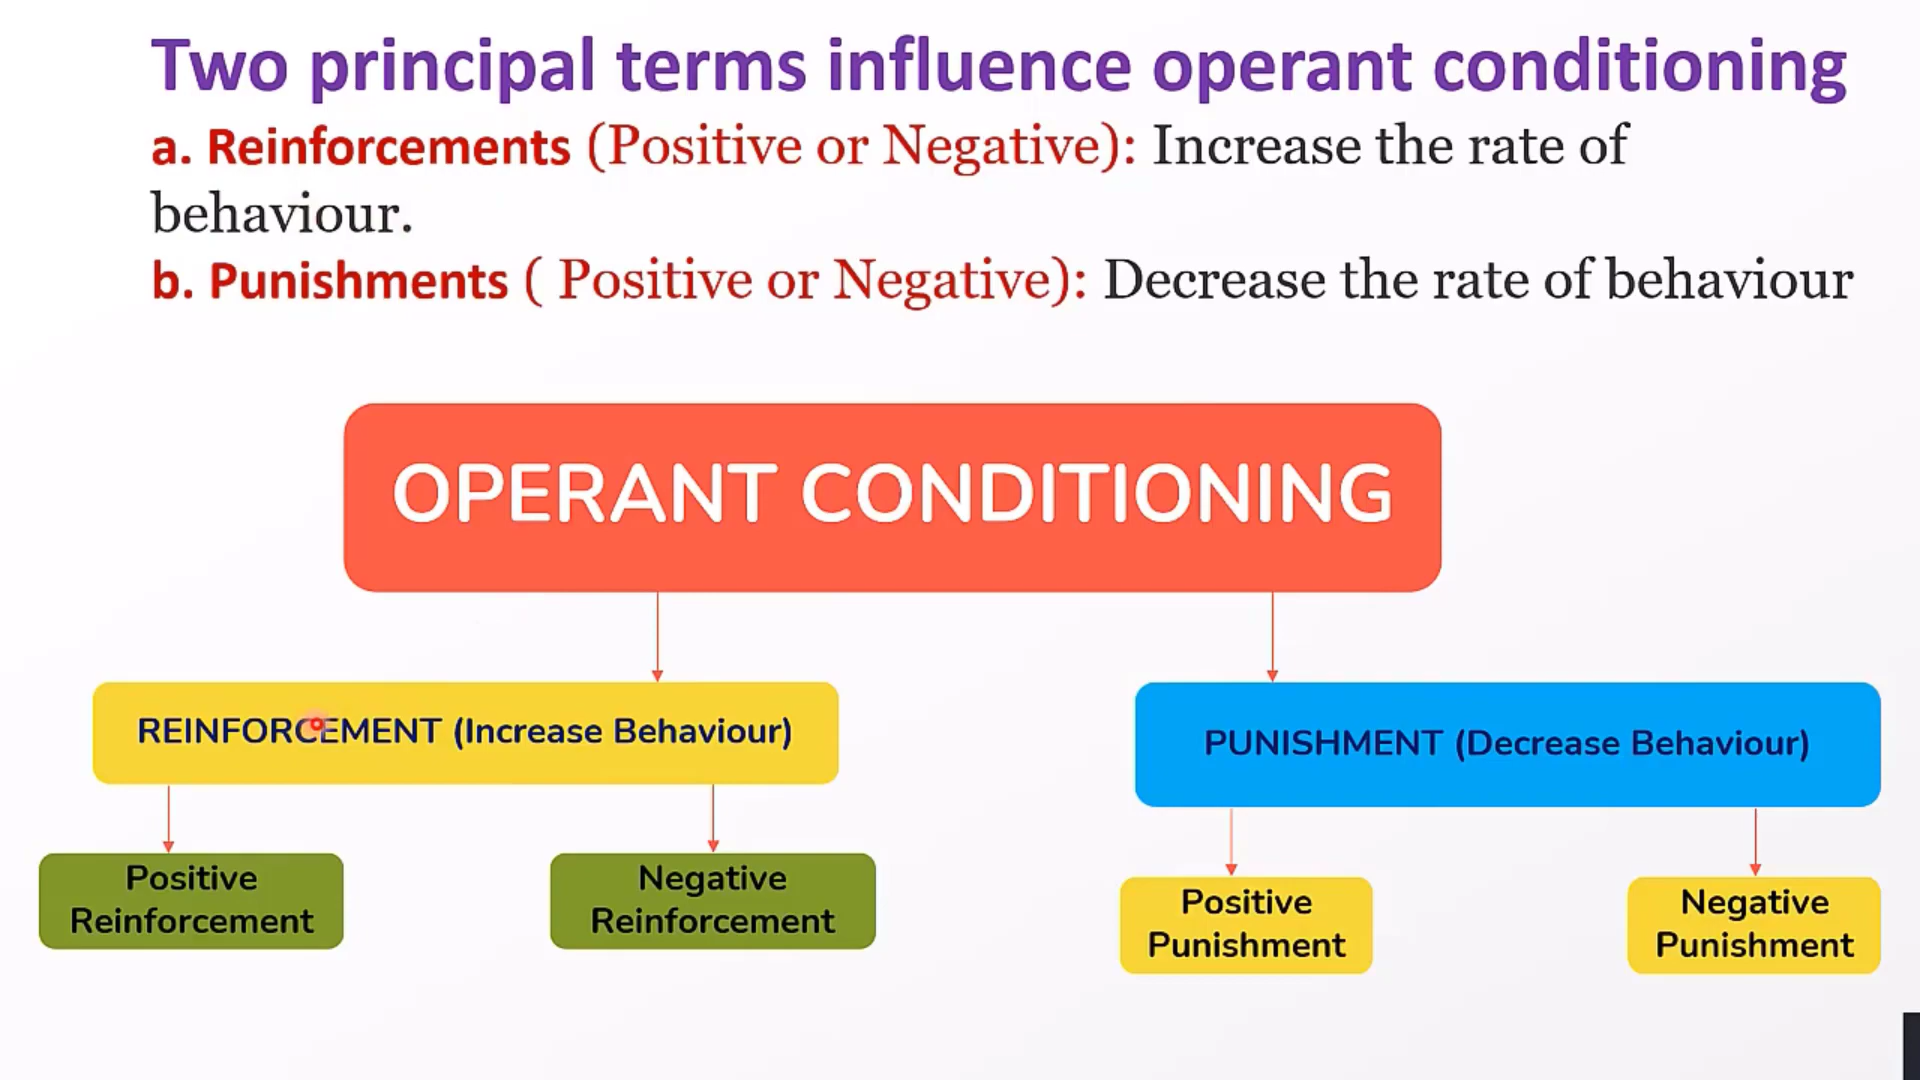 Two principal terms influence operant conditioning
a. Reinforcements (Positive or Negative): Increase the rate of
behaviour.
b. Punishments ( Positive or Negative): Decrease the rate of behaviour
OPERANT CONDITIONING
REINFORCEMENT (Increase Behaviour)
PUNISHMENT (Decrease Behaviour)
Positive
Reinforcement
Negative
Reinforcement
Positive
Punishment
Negative
Punishment